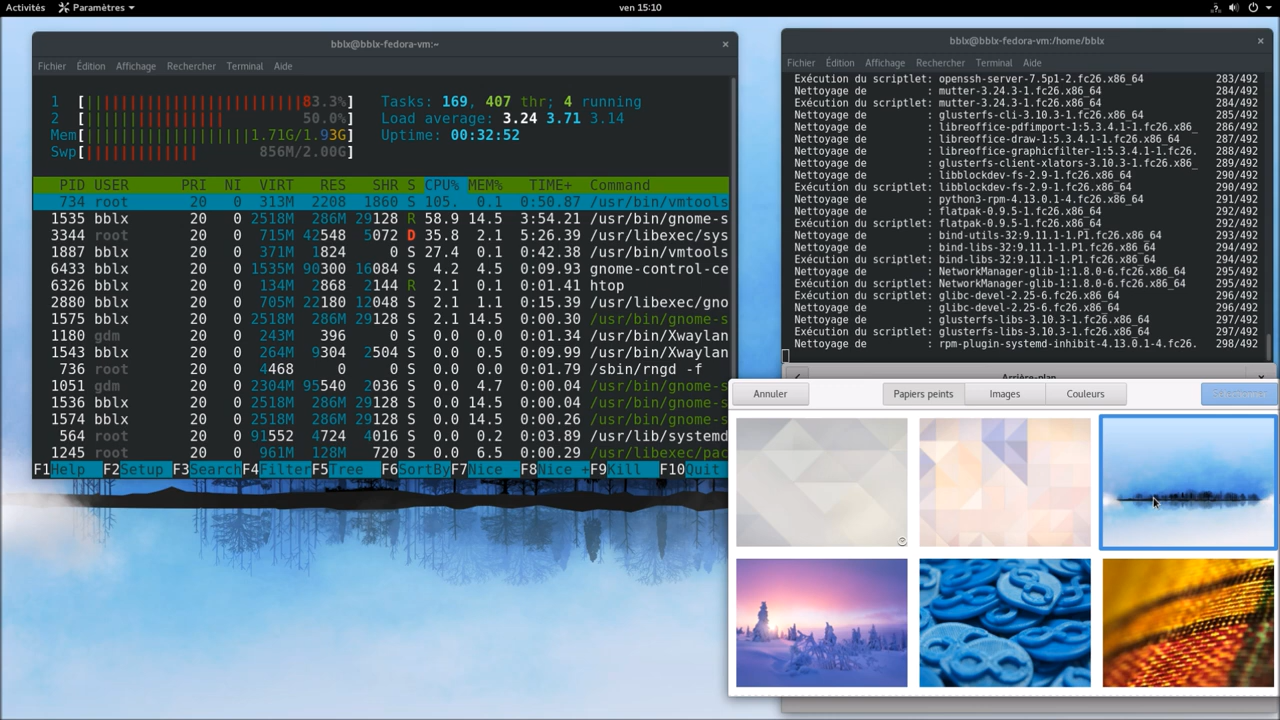 Activités Paramètres ven 15:10
bblx@bblx-fedora-vm:~ ×
Fichier Édition Affichage Rechercher Terminal Aide
1 [||||||||||||||||||||||||||83.3%] Tasks: 169, 407 thr; 4 running
2 [||||||||||||||||| 50.0%] Load average: 3.24 3.71 3.14
Mem[||||||||||||||||||||1.71G/1.93G] Uptime: 00:32:52
Swp[|||||||||||||| 856M/2.00G]
PID USER PRI NI VIRT RES SHR S CPU% MEM% TIME+ Command
734 root 20 0 313M 2208 1860 S 105. 0.1 0:50.87 /usr/bin/vmtools
1535 bblx 20 0 2518M 286M 29128 R 58.9 14.5 3:54.21 /usr/bin/gnome-s
3344 root 20 0 715M 42548 5072 D 35.8 2.1 5:26.39 /usr/libexec/sys
1887 bblx 20 0 371M 1824 0 S 27.4 0.1 0:42.38 /usr/bin/vmtools
6433 bblx 20 0 1535M 90300 16084 S 4.2 4.5 0:09.93 gnome-control-ce
6326 bblx 20 0 134M 2868 2144 R 2.1 0.1 0:01.41 htop
2880 bblx 20 0 705M 22180 12048 S 2.1 1.1 0:15.39 /usr/libexec/gno
1575 bblx 20 0 2518M 286M 29128 S 2.1 14.5 0:00.30 /usr/bin/gnome-s
1180 gdm 20 0 243M 396 0 S 0.0 0.0 0:01.34 /usr/bin/Xwaylan
1543 bblx 20 0 264M 9304 2504 S 0.0 0.5 0:09.99 /usr/bin/Xwaylan
736 root 20 0 4468 0 0 S 0.0 0.0 0:01.79 /sbin/rngd -f
1051 gdm 20 0 2304M 95540 2036 S 0.0 4.7 0:00.04 /usr/bin/gnome-s
1536 bblx 20 0 2518M 286M 29128 S 0.0 14.5 0:00.04 /usr/bin/gnome-s
1574 bblx 20 0 2518M 286M 29128 S 0.0 14.5 0:00.26 /usr/bin/gnome-s
564 root 20 0 91552 4724 4016 S 0.0 0.2 0:03.89 /usr/lib/systemd
1245 root 20 0 961M 128M 720 S 0.0 6.5 0:00.29 /usr/libexec/pac
F1Help F2Setup F3SearchF4FilterF5Tree F6SortByF7Nice -F8Nice +F9Kill F10Quit
bblx@bblx-fedora-vm:/home/bblx ×
Fichier Édition Affichage Rechercher Terminal Aide
Exécution du scriptlet: openssh-server-7.5p1-2.fc26.x86_64 283/492
Nettoyage de : mutter-3.24.3-1.fc26.x86_64 284/492
Exécution du scriptlet: mutter-3.24.3-1.fc26.x86_64 284/492
Nettoyage de : glusterfs-cli-3.10.3-1.fc26.x86_64 285/492
Nettoyage de : libreoffice-pdfimport-1:5.3.4.1-1.fc26.x86_ 286/492
Nettoyage de : libreoffice-draw-1:5.3.4.1-1.fc26.x86_64 287/492
Nettoyage de : libreoffice-graphicfilter-1:5.3.4.1-1.fc26. 288/492
Nettoyage de : glusterfs-client-xlators-3.10.3-1.fc26.x86_ 289/492
Nettoyage de : libblockdev-fs-2.9-1.fc26.x86_64 290/492
Exécution du scriptlet: libblockdev-fs-2.9-1.fc26.x86_64 290/492
Nettoyage de : python3-rpm-4.13.0.1-4.fc26.x86_64 291/492
Nettoyage de : flatpak-0.9.5-1.fc26.x86_64 292/492
Exécution du scriptlet: flatpak-0.9.5-1.fc26.x86_64 292/492
Nettoyage de : bind-utils-32:9.11.1-1.P1.fc26.x86_64 293/492
Nettoyage de : bind-libs-32:9.11.1-1.P1.fc26.x86_64 294/492
Exécution du scriptlet: bind-libs-32:9.11.1-1.P1.fc26.x86_64 294/492
Nettoyage de : NetworkManager-glib-1:1.8.0-6.fc26.x86_64 295/492
Exécution du scriptlet: NetworkManager-glib-1:1.8.0-6.fc26.x86_64 295/492
Nettoyage de : glibc-devel-2.25-6.fc26.x86_64 296/492
Exécution du scriptlet: glibc-devel-2.25-6.fc26.x86_64 296/492
Nettoyage de : glusterfs-libs-3.10.3-1.fc26.x86_64 297/492
Exécution du scriptlet: glusterfs-libs-3.10.3-1.fc26.x86_64 297/492
Nettoyage de : rpm-plugin-systemd-inhibit-4.13.0.1-4.fc26. 298/492
Arrière-plan
Annuler Papiers peints Images Couleurs Sélectionner